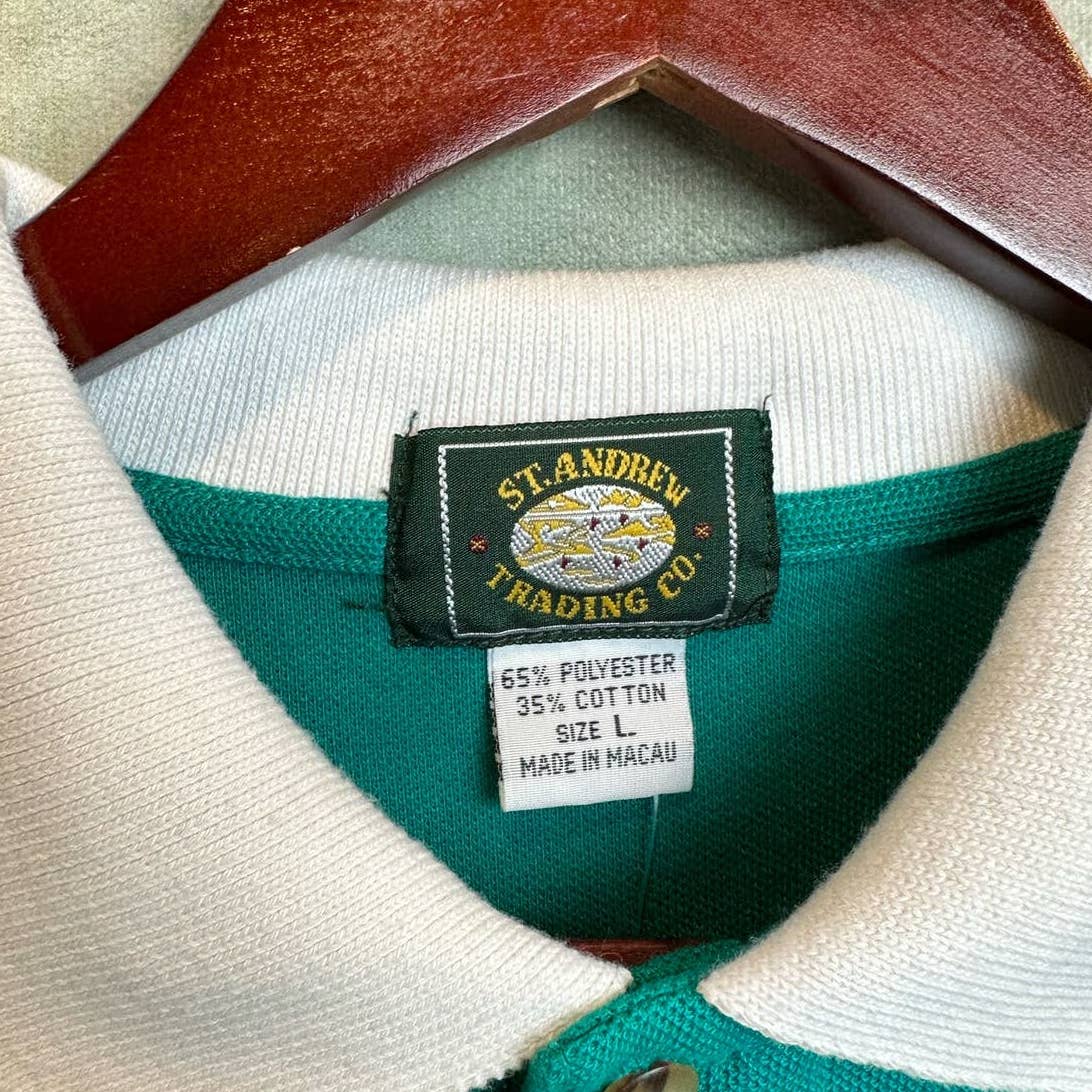 ST. ANDREW
TRADING CO.
65% POLYESTER
35% COTTON
SIZE L
MADE IN MACAU